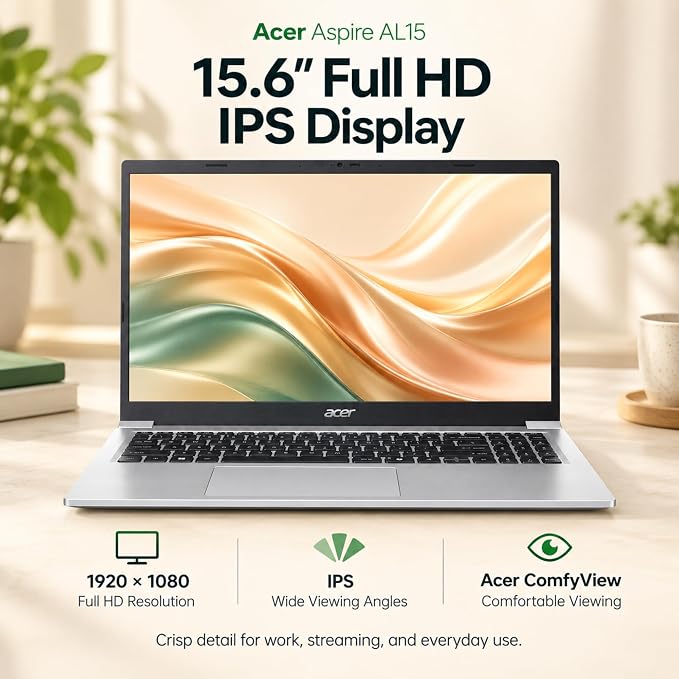 Acer Aspire AL15
15.6" Full HD
IPS Display
acer
1920 × 1080
Full HD Resolution
IPS
Wide Viewing Angles
Acer ComfyView
Comfortable Viewing
Crisp detail for work, streaming, and everyday use.